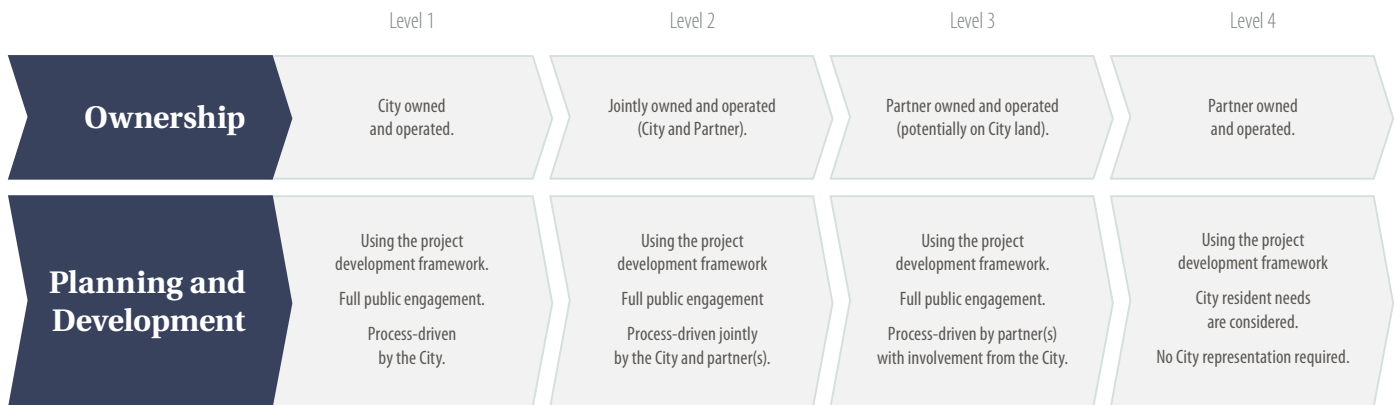 Level 1
Level 2
Level 3
Level 4
Ownership
City owned
and operated.
Jointly owned and operated
(City and Partner).
Partner owned and operated
(potentially on City land).
Partner owned
and operated.
Planning and
Development
Using the project
development framework.
Full public engagement.
Process-driven
by the City.
Using the project
development framework
Full public engagement
Process-driven jointly
by the City and partner(s).
Using the project
development framework.
Full public engagement.
Process-driven by partner(s)
with involvement from the City.
Using the project
development framework
City resident needs
are considered.
No City representation required.